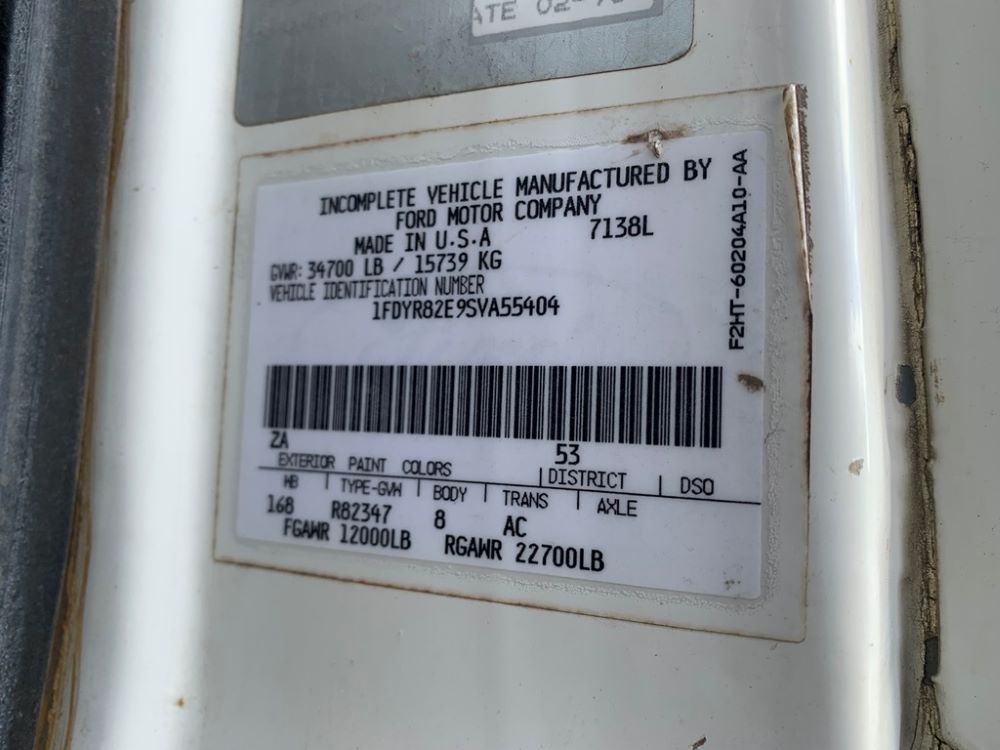 INCOMPLETE VEHICLE MANUFACTURED BY
FORD MOTOR COMPANY
MADE IN U.S.A 7138L
GVWR: 34700 LB / 15739 KG
VEHICLE IDENTIFICATION NUMBER
1FDYR82E9SVA55404
F2HT-60204A10-AA
ZA 53
EXTERIOR PAINT COLORS DISTRICT DSO
WB TYPE-GVW BODY TRANS AXLE
168 R82347 8 AC
FGAWR 12000LB RGAWR 22700LB